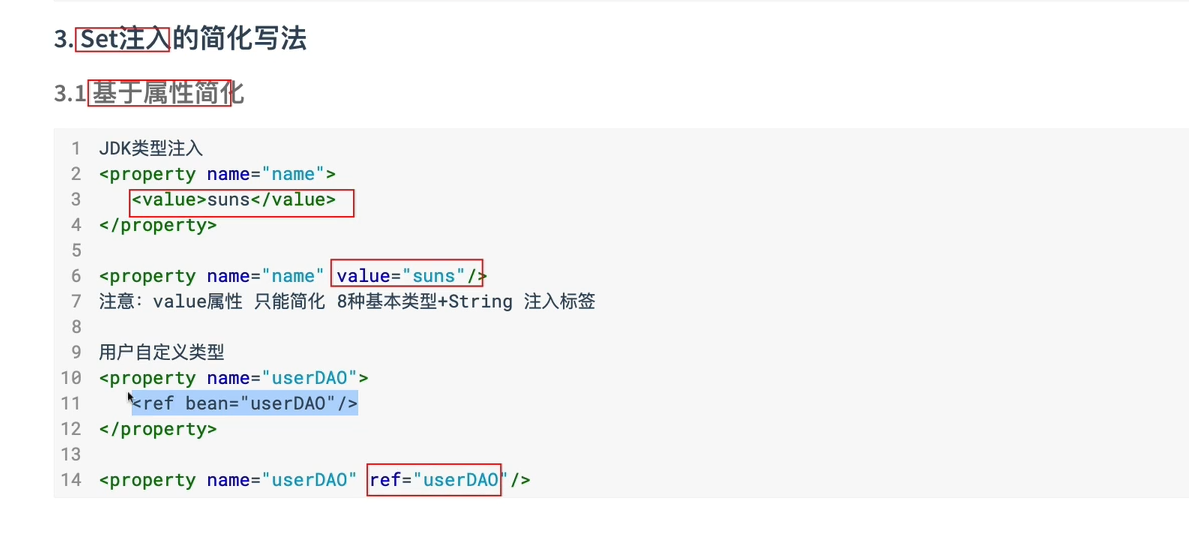 3.Set注入的简化写法
3.1 基于属性简化
1 JDK类型注入
2 <property name="name">
3    <value>suns</value>
4 </property>
5
6 <property name="name" value="suns"/>
7 注意：value属性 只能简化 8种基本类型+String 注入标签
8
9 用户自定义类型
10 <property name="userDAO">
11    <ref bean="userDAO"/>
12 </property>
13
14 <property name="userDAO" ref="userDAO"/>